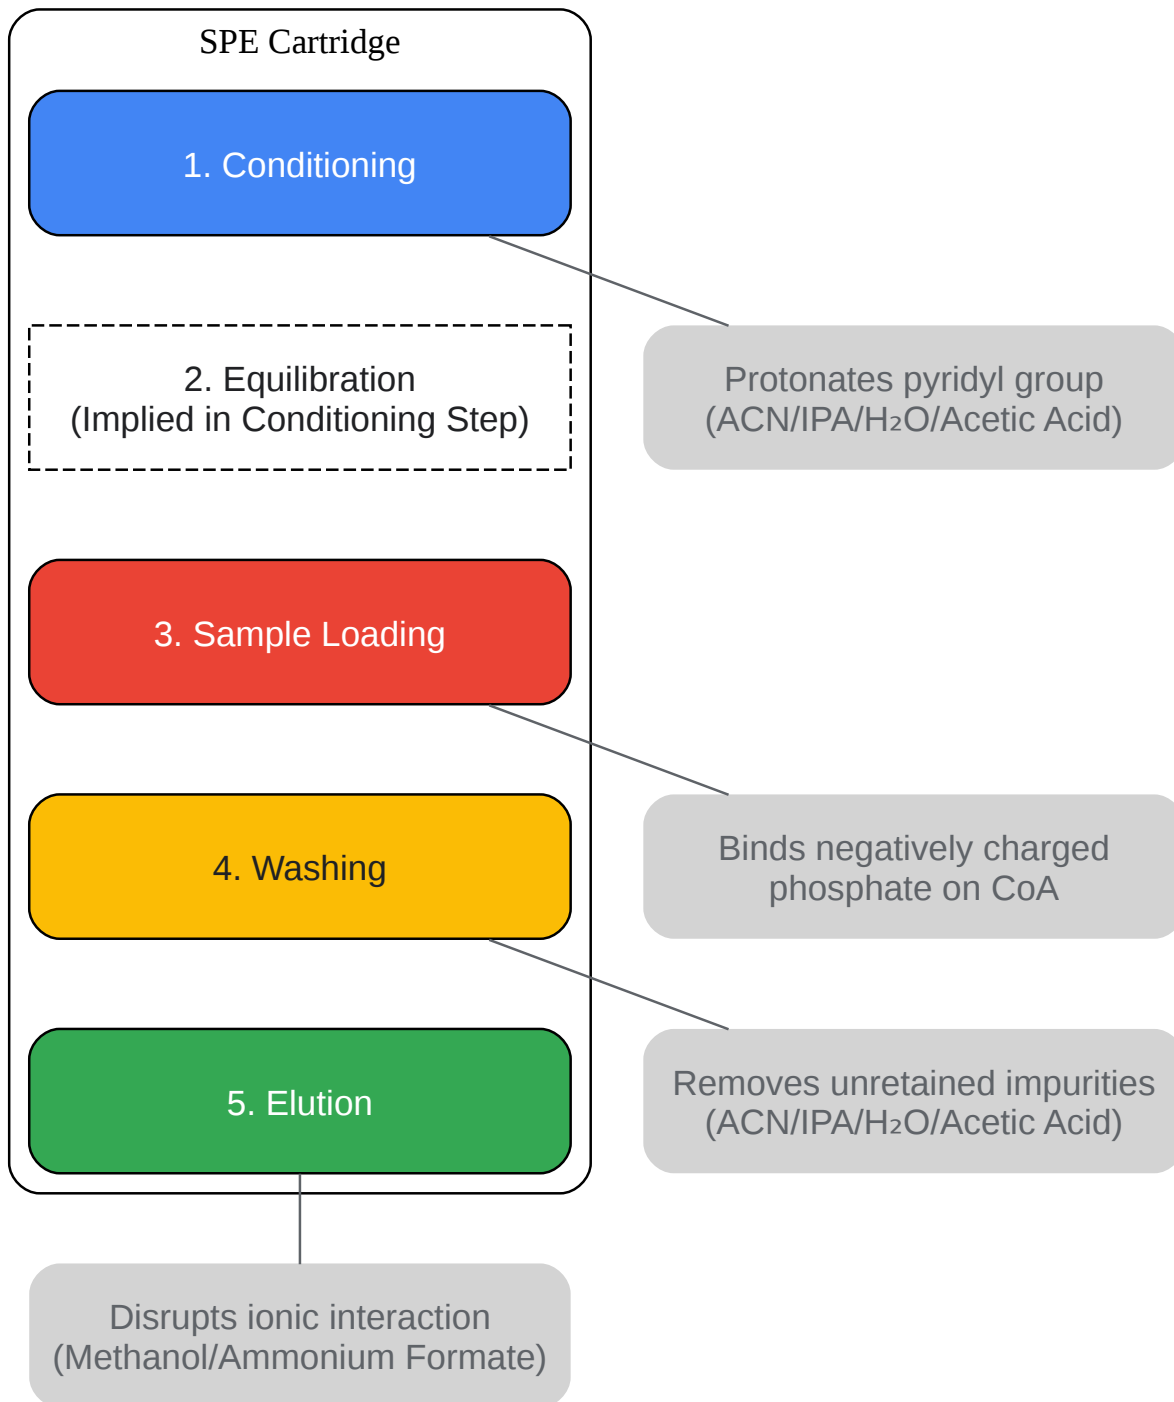 SPE Cartridge
1. Conditioning
2. Equilibration
(Implied in Conditioning Step)
Protonates pyridyl group
(ACN/IPA/H₂O/Acetic Acid)
3. Sample Loading
4. Washing
Binds negatively charged
phosphate on CoA
5. Elution
Removes unretained impurities
(ACN/IPA/H₂O/Acetic Acid)
Disrupts ionic interaction
(Methanol/Ammonium Formate)